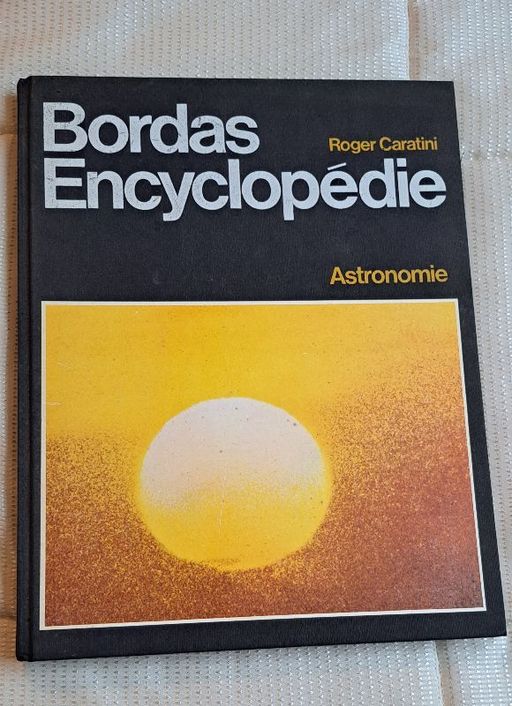 Bordas
Roger Caratini
Encyclopédie
Astronomie